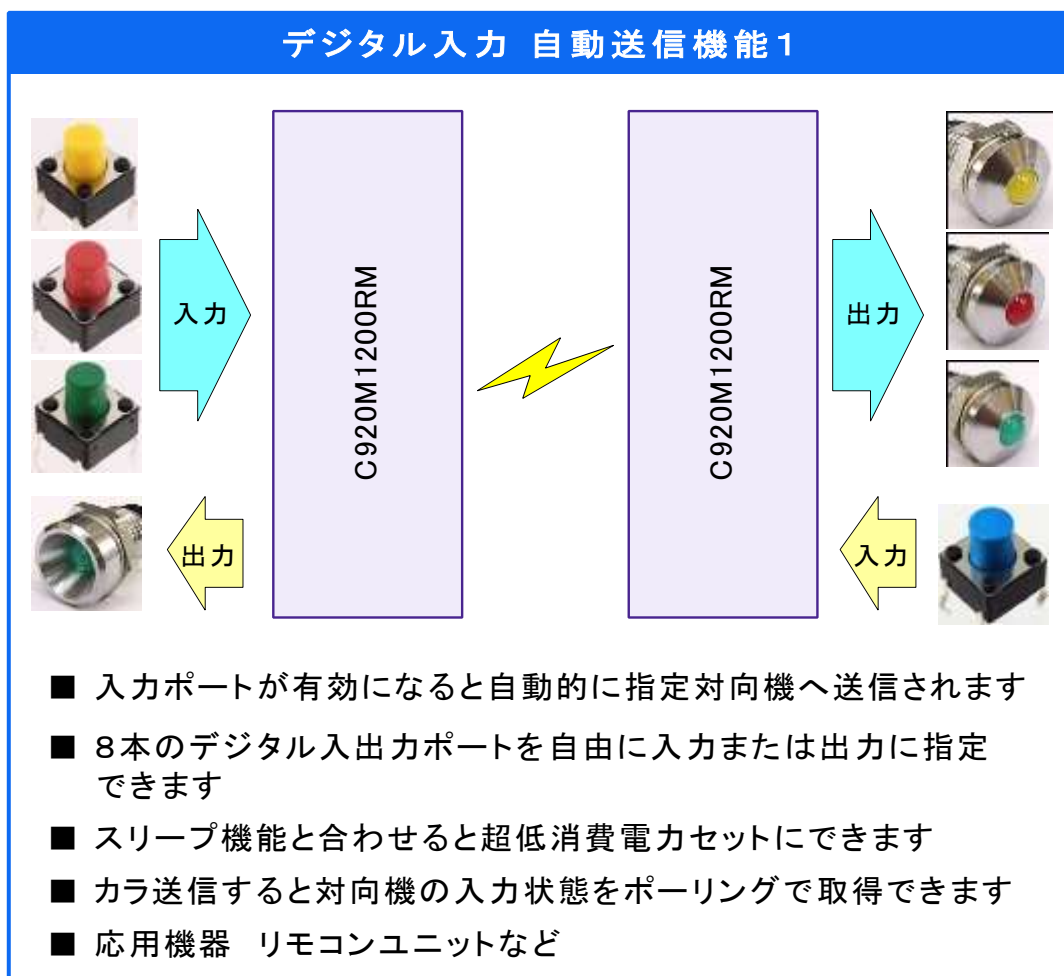 デジタル入力 自動送信機能1
入力
C920M1200RM
C920M1200RM
出力
出力
入力
■ 入力ポートが有効になると自動的に指定対向機へ送信されます
■ 8本のデジタル入出力ポートを自由に入力または出力に指定
できます
■ スリープ機能と合わせると超低消費電力セットにできます
■ カラ送信すると対向機の入力状態をポーリングで取得できます
■ 応用機器 リモコンユニットなど